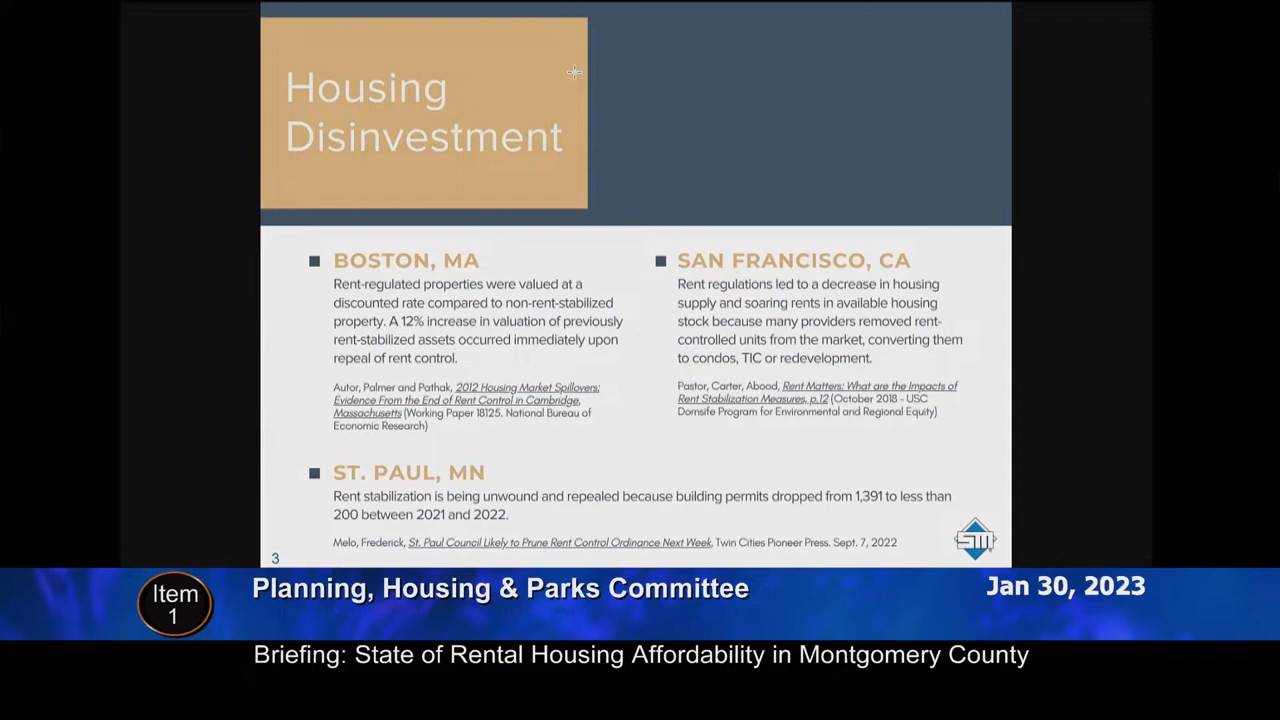 Housing
Disinvestment
BOSTON, MA
Rent-regulated properties were valued at a
discounted rate compared to non-rent-stabilized
property. A 12% increase in valuation of previously
rent-stabilized assets occurred immediately upon
repeal of rent control.
Autor, Palmer and Pathak, 2012 Housing Market Spillovers:
Evidence From the End of Rent Control in Cambridge,
Massachusetts (Working Paper 18125. National Bureau of
Economic Research)
SAN FRANCISCO, CA
Rent regulations led to a decrease in housing
supply and soaring rents in available housing
stock because many providers removed rent-
controlled units from the market, converting them
to condos, TIC or redevelopment.
Pastor, Carter, Abood, Rent Matters: What are the Impacts of
Rent Stabilization Measures, p.12 (October 2018 - USC
Dornsife Program for Environmental and Regional Equity)
ST. PAUL, MN
Rent stabilization is being unwound and repealed because building permits dropped from 1,391 to less than
200 between 2021 and 2022.
Melo, Frederick, St. Paul Council Likely to Prune Rent Control Ordinance Next Week, Twin Cities Pioneer Press. Sept. 7, 2022
3
Item
1
Planning, Housing & Parks Committee
Jan 30, 2023
Briefing: State of Rental Housing Affordability in Montgomery County